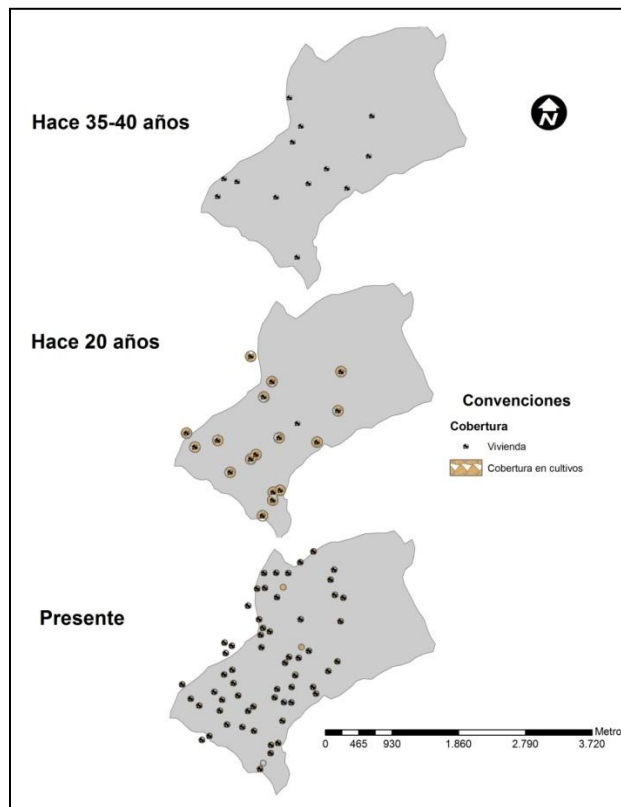 Hace 35-40 años
N
Hace 20 años
Convenciones
Cobertura
Vivienda
Cobertura en cultivos
Presente
Metro
0 465 930 1.860 2.790 3.720